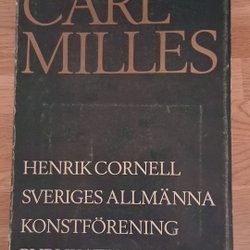 CARL
MILLES
HENRIK CORNELL
SVERIGES ALLMÄNNA
KONSTFÖRENING